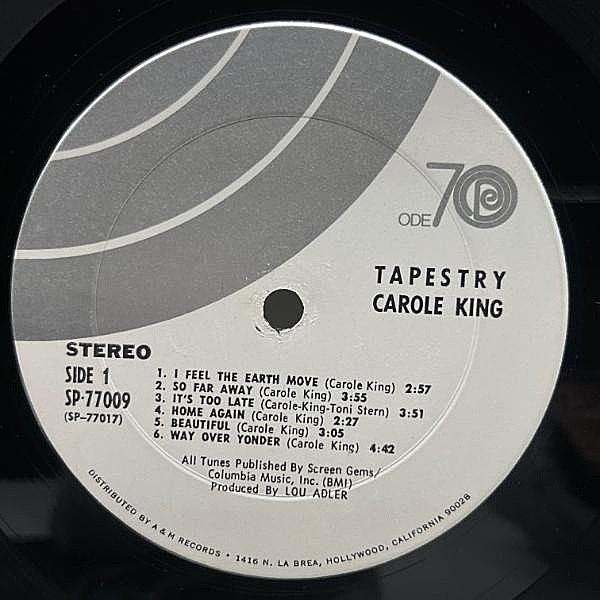 ODE 70
TAPESTRY
CAROLE KING
STEREO
SIDE 1
SP-77009
(SP-77017)
1. I FEEL THE EARTH MOVE (Carole King) 2:57
2. SO FAR AWAY (Carole King) 3:55
3. IT'S TOO LATE (Carole-King-Toni Stern) 3:51
4. HOME AGAIN (Carole King) 2:27
5. BEAUTIFUL (Carole King) 3:05
6. WAY OVER YONDER (Carole King) 4:42
All Tunes Published By Screen Gems/
Columbia Music, Inc. (BMI)
Produced By LOU ADLER
DISTRIBUTED BY A & M RECORDS • 1416 N. LA BREA, HOLLYWOOD, CALIFORNIA 90028